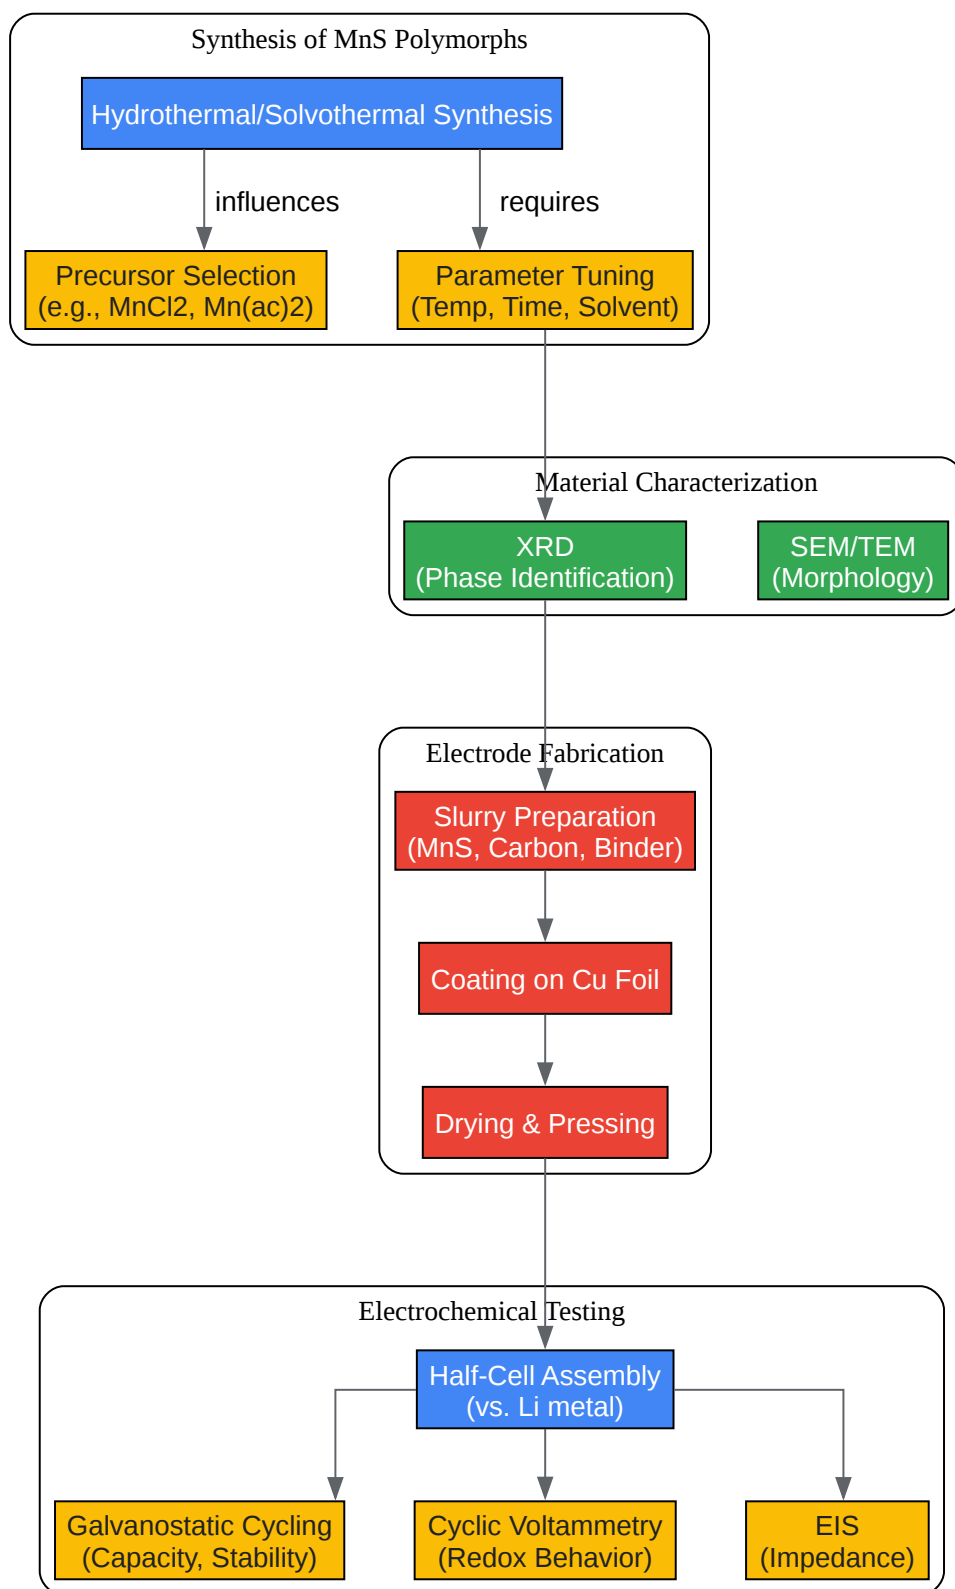 Synthesis of MnS Polymorphs
Hydrothermal/Solvothermal Synthesis
influences
requires
Precursor Selection
(e.g., MnCl2, Mn(ac)2)
Parameter Tuning
(Temp, Time, Solvent)
Material Characterization
XRD
(Phase Identification)
SEM/TEM
(Morphology)
Electrode Fabrication
Slurry Preparation
(MnS, Carbon, Binder)
Coating on Cu Foil
Drying & Pressing
Electrochemical Testing
Half-Cell Assembly
(vs. Li metal)
Galvanostatic Cycling
(Capacity, Stability)
Cyclic Voltammetry
(Redox Behavior)
EIS
(Impedance)